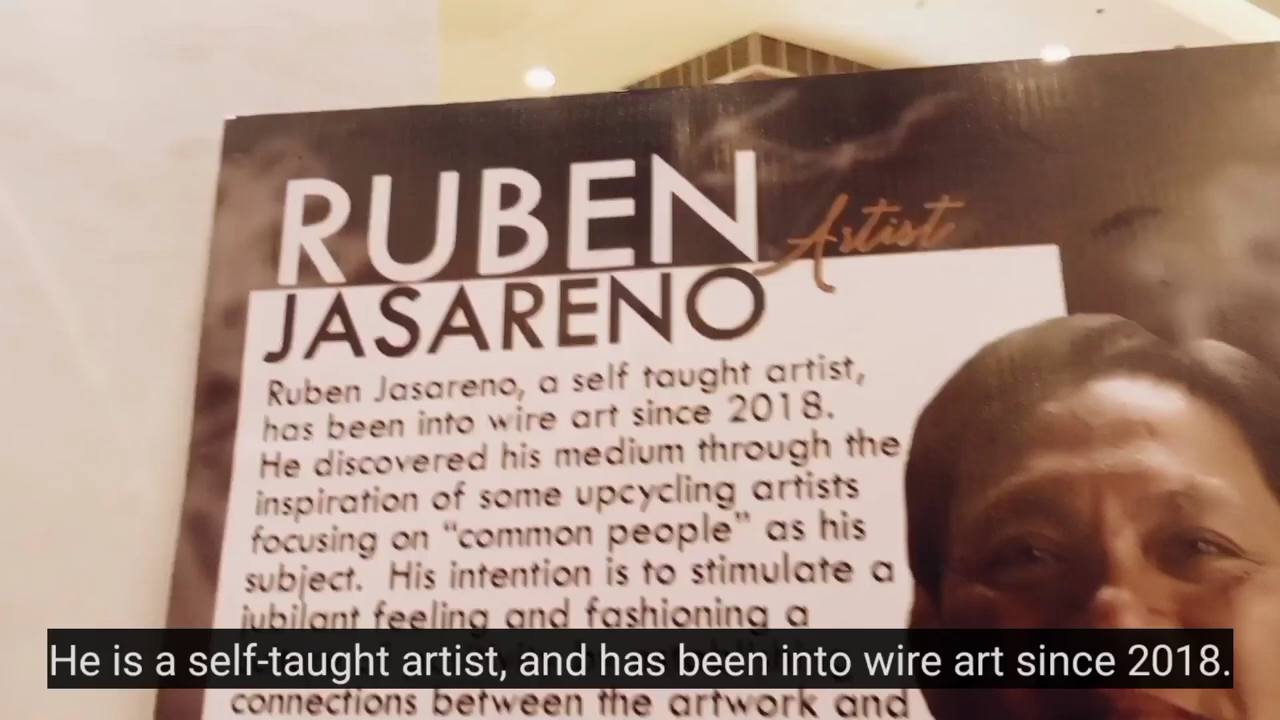 RUBEN
Artist
JASARENO
Ruben Jasareno, a self taught artist,
has been into wire art since 2018.
He discovered his medium through the
inspiration of some upcycling artists
focusing on "common people" as his
subject. His intention is to stimulate a
jubilant feeling and fashioning a
He is a self-taught artist, and has been into wire art since 2018.
connections between the artwork and